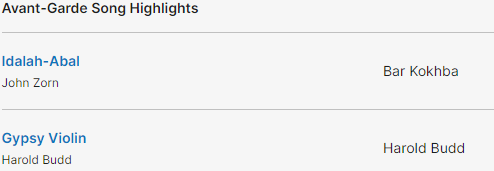 Avant-Garde Song Highlights
Idalah-Abal
John Zorn
Bar Kokhba
Gypsy Violin
Harold Budd
Harold Budd